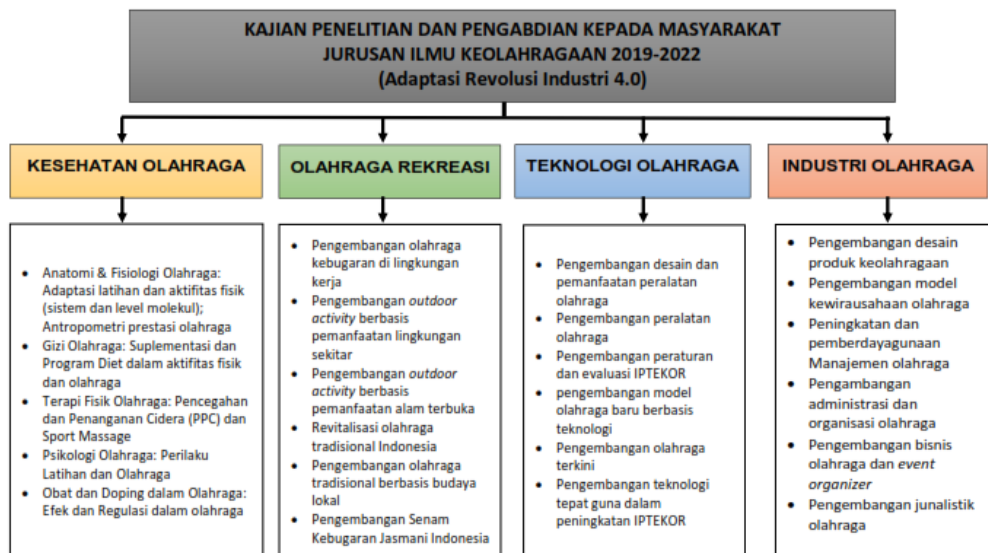 KAJIAN PENELITIAN DAN PENGABDIAN KEPADA MASYARAKAT
JURUSAN ILMU KEOLAHRAGAAN 2019-2022
(Adaptasi Revolusi Industri 4.0)
KESEHATAN OLAHRAGA
• Anatomi & Fisiologi Olahraga:
Adaptasi latihan dan aktifitas fisik
(sistem dan level molekul);
Antropometri prestasi olahraga
• Gizi Olahraga: Suplementasi dan
Program Diet dalam aktifitas fisik
dan olahraga
• Terapi Fisik Olahraga: Pencegahan
dan Penanganan Cidera (PPC) dan
Sport Massage
• Psikologi Olahraga: Perilaku
Latihan dan Olahraga
• Obat dan Doping dalam Olahraga:
Efek dan Regulasi dalam olahraga
OLAHRAGA REKREASI
• Pengembangan olahraga
kebugaran di lingkungan
kerja
• Pengembangan outdoor
activity berbasis
pemanfaatan lingkungan
sekitar
• Pengembangan outdoor
activity berbasis
pemanfatan alam terbuka
• Revitalisasi olahraga
tradisional Indonesia
• Pengembangan olahraga
tradisional berbasis budaya
lokal
• Pengembangan Senam
Kebugaran Jasmani Indonesia
TEKNOLOGI OLAHRAGA
• Pengembangan desain dan
pemanfaatan peralatan
olahraga
• Pengembangan peralatan
olahraga
• Pengembangan peraturan
dan evaluasi IPTEKOR
• pengembangan model
olahraga baru berbasis
teknologi
• Pengembangan olahraga
terkini
• Pengembangan teknologi
tepat guna dalam
peningkatan IPTEKOR
INDUSTRI OLAHRAGA
• Pengembangan desain
produk keolahragaan
• Pengembangan model
kewirausahaan olahraga
• Peningkatan dan
pemberdayagunaan
Manajemen olahraga
• Pengambangan
administrasi dan
organisasi olahraga
• Pengembangan bisnis
olahraga dan event
organizer
• Pengembangan junalistik
olahraga